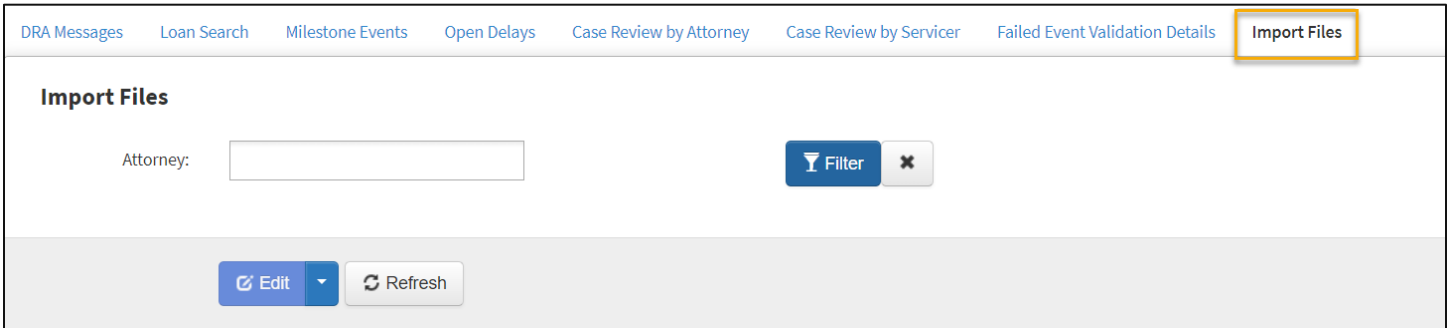 DRA Messages Loan Search Milestone Events Open Delays Case Review by Attorney Case Review by Servicer Failed Event Validation Details Import Files
Import Files
Attorney: Filter
Edit Refresh